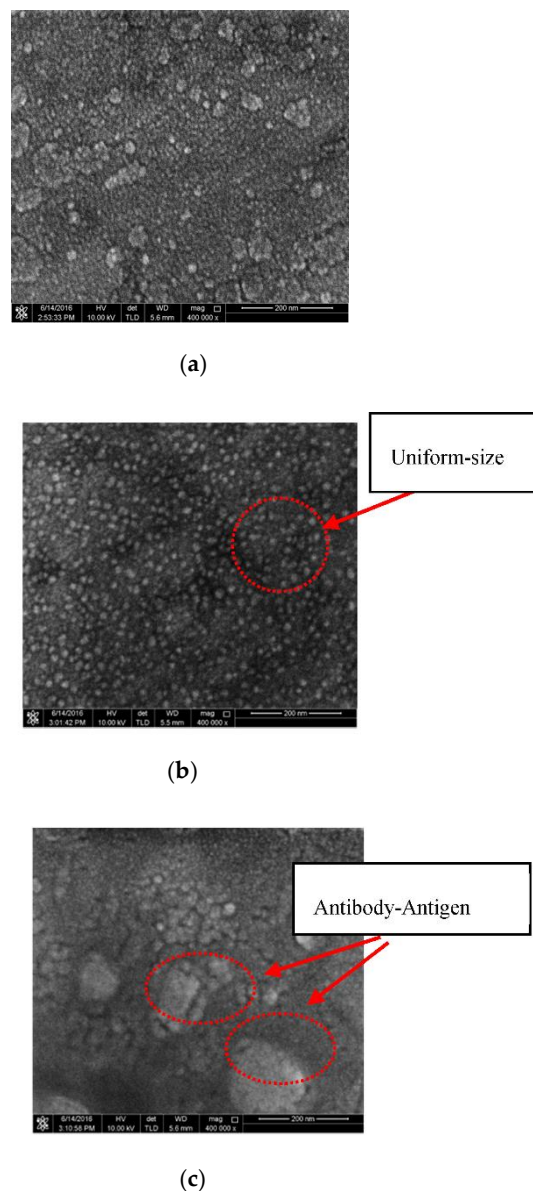 6/14/2016 HV det WD mag □ 200 nm
2:53:33 PM 10.00 kV TLD 5.6 mm 400 000 x
(a)
Uniform-size
6/14/2016 HV det WD mag □ 200 nm
3:01:42 PM 10.00 kV TLD 5.5 mm 400 000 x
(b)
Antibody-Antigen
6/14/2016 HV det WD mag □ 200 nm
3:10:58 PM 10.00 kV TLD 5.6 mm 400 000 x
(c)